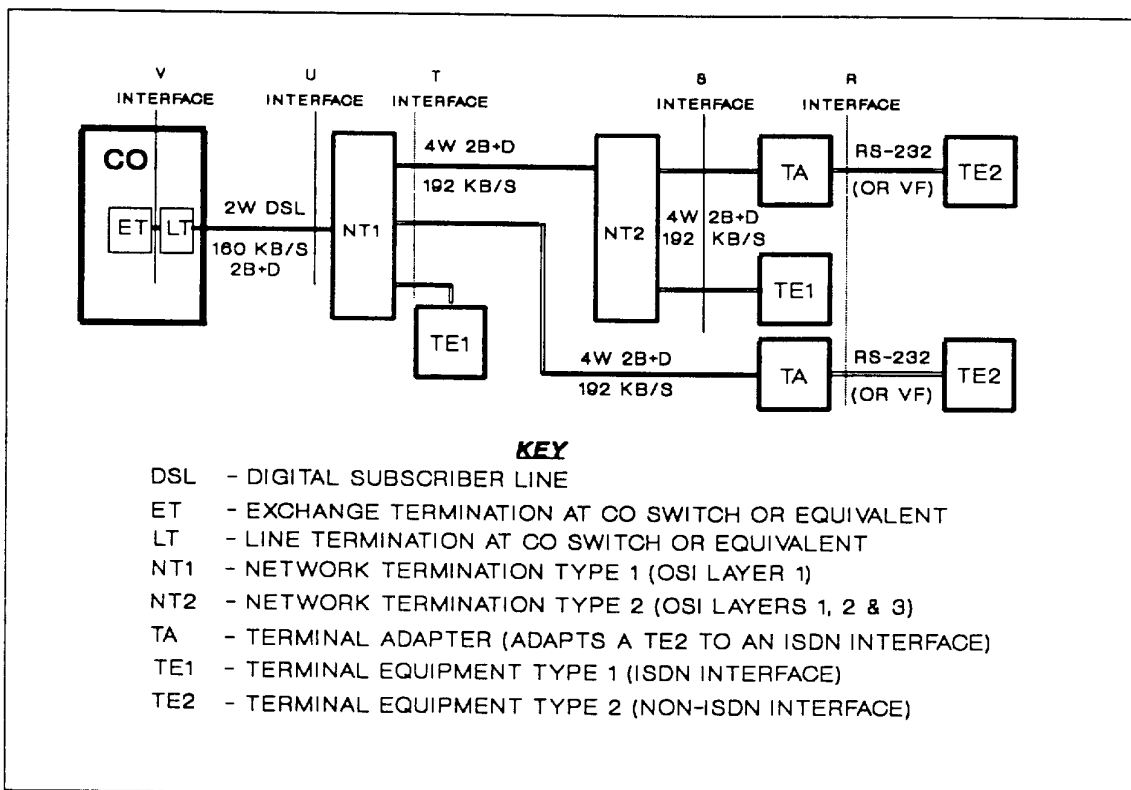 V
INTERFACE
U
INTERFACE
T
INTERFACE
S
INTERFACE
R
INTERFACE
CO
ET
LT
2W DSL
160 KB/S
2B+D
NT1
4W 2B+D
192 KB/S
TE1
NT2
4W 2B+D
192 KB/S
TA
RS-232
(OR VF)
TE2
TE1
4W 2B+D
192 KB/S
TA
RS-232
(OR VF)
TE2
KEY
DSL - DIGITAL SUBSCRIBER LINE
ET - EXCHANGE TERMINATION AT CO SWITCH OR EQUIVALENT
LT - LINE TERMINATION AT CO SWITCH OR EQUIVALENT
NT1 - NETWORK TERMINATION TYPE 1 (OSI LAYER 1)
NT2 - NETWORK TERMINATION TYPE 2 (OSI LAYERS 1, 2 & 3)
TA - TERMINAL ADAPTER (ADAPTS A TE2 TO AN ISDN INTERFACE)
TE1 - TERMINAL EQUIPMENT TYPE 1 (ISDN INTERFACE)
TE2 - TERMINAL EQUIPMENT TYPE 2 (NON-ISDN INTERFACE)